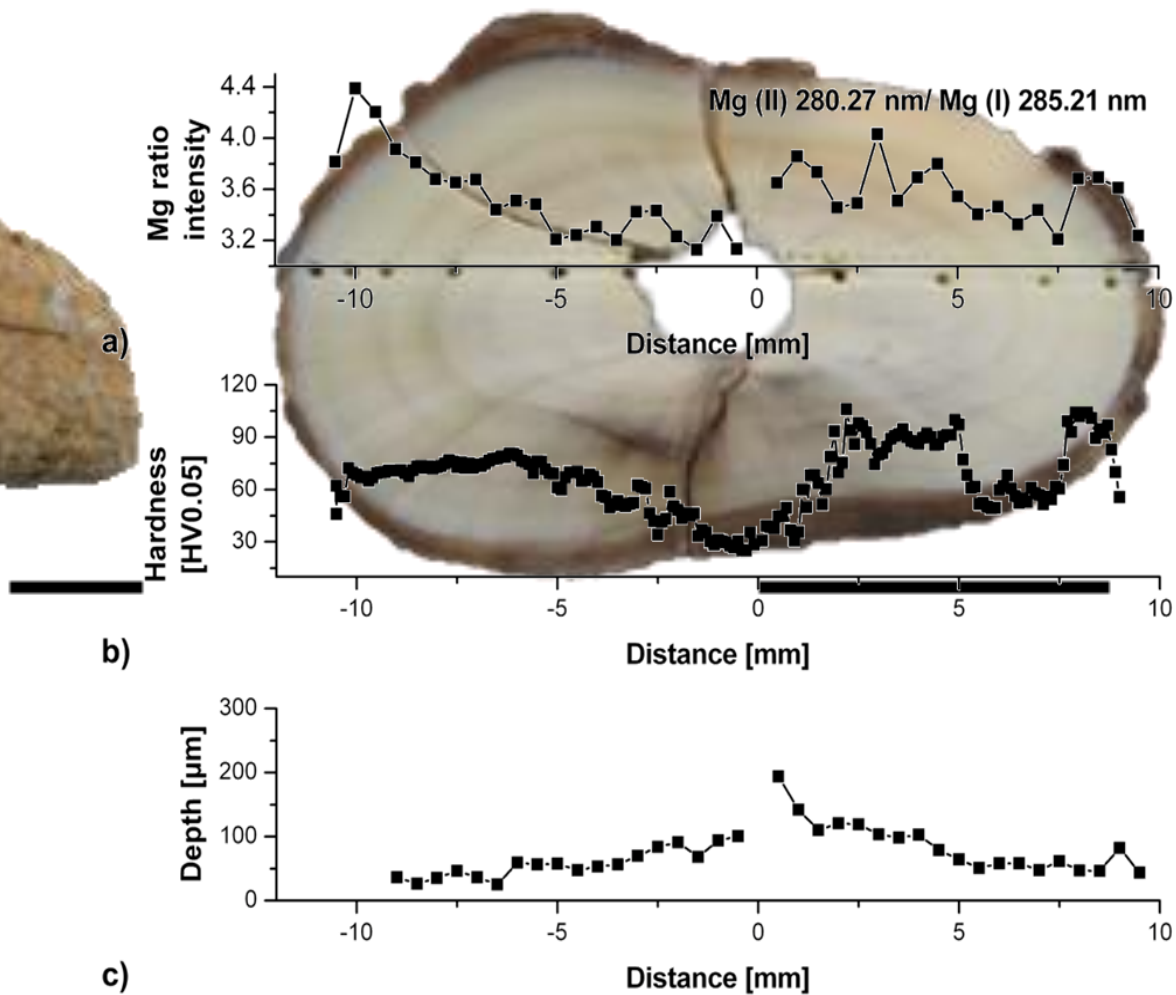 Mg (II) 280.27 nm/ Mg (I) 285.21 nm
Mg ratio
intensity
4.4
4.0
3.6
3.2
-10 -5 0 5 10
Distance [mm]
a)
Hardness
[HV0.05]
120
90
60
30
-10 -5 0 5 10
Distance [mm]
b)
Depth [µm]
300
200
100
0
-10 -5 0 5 10
Distance [mm]
c)